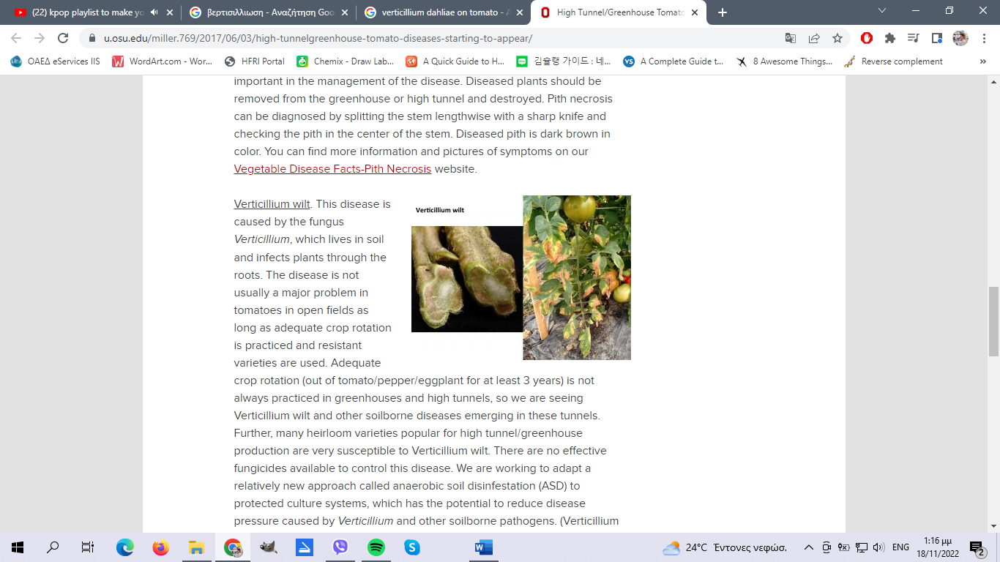 (22) kpop playlist to make yo
βερτισιλλιωση - Αναζήτηση Goo
verticillium dahliae on tomato - A
High Tunnel/Greenhouse Tomato
u.osu.edu/miller.769/2017/06/03/high-tunnelgreenhouse-tomato-diseases-starting-to-appear/
ΟΑΕΔ eServices IIS
WordArt.com - Wor...
HFRI Portal
Chemix - Draw Lab...
A Quick Guide to H...
김슐랭 가이드 : 네...
A Complete Guide t...
8 Awesome Things...
Reverse complement
»
important in the management of the disease. Diseased plants should be
removed from the greenhouse or high tunnel and destroyed. Pith necrosis
can be diagnosed by splitting the stem lengthwise with a sharp knife and
checking the pith in the center of the stem. Diseased pith is dark brown in
color. You can find more information and pictures of symptoms on our
Vegetable Disease Facts-Pith Necrosis website.
Verticillium wilt. This disease is
caused by the fungus
Verticillium, which lives in soil
and infects plants through the
roots. The disease is not
usually a major problem in
tomatoes in open fields as
long as adequate crop rotation
is practiced and resistant
varieties are used. Adequate
crop rotation (out of tomato/pepper/eggplant for at least 3 years) is not
always practiced in greenhouses and high tunnels, so we are seeing
Verticillium wilt and other soilborne diseases emerging in these tunnels.
Further, many heirloom varieties popular for high tunnel/greenhouse
production are very susceptible to Verticillium wilt. There are no effective
fungicides available to control this disease. We are working to adapt a
relatively new approach called anaerobic soil disinfestation (ASD) to
protected culture systems, which has the potential to reduce disease
pressure caused by Verticillium and other soilborne pathogens. (Verticillium
Verticillium wilt
24°C Έντονες νεφώσ.
ENG
1:16 μμ
18/11/2022
2